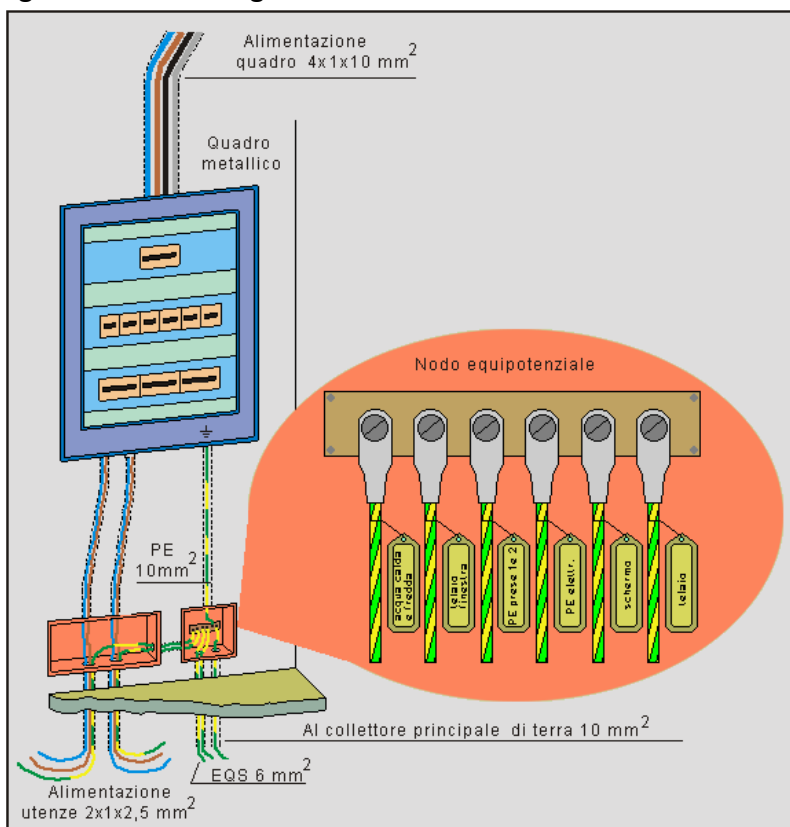 Alimentazione
quadro 4x1x10 mm²
Quadro
metallico
Nodo equipotenziale
acqua calda
e fredda
telaio
finestra
PE prese 1e 2
PE elettr.
schermo
telaio
PE
10mm²
Al collettore principale di terra 10 mm²
EQS 6 mm²
Alimentazione
utenze 2x1x2,5 mm²